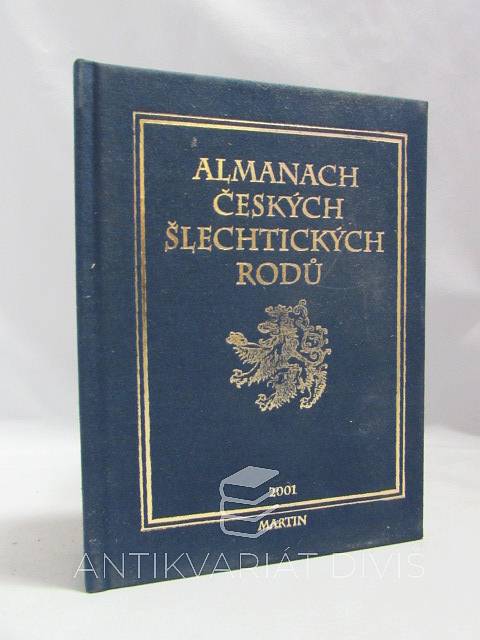 ALMANACH
ČESKÝCH
ŠLECHTICKÝCH
RODŮ
2001
MARTIN
ANTIKVARIÁT DIVIŠ